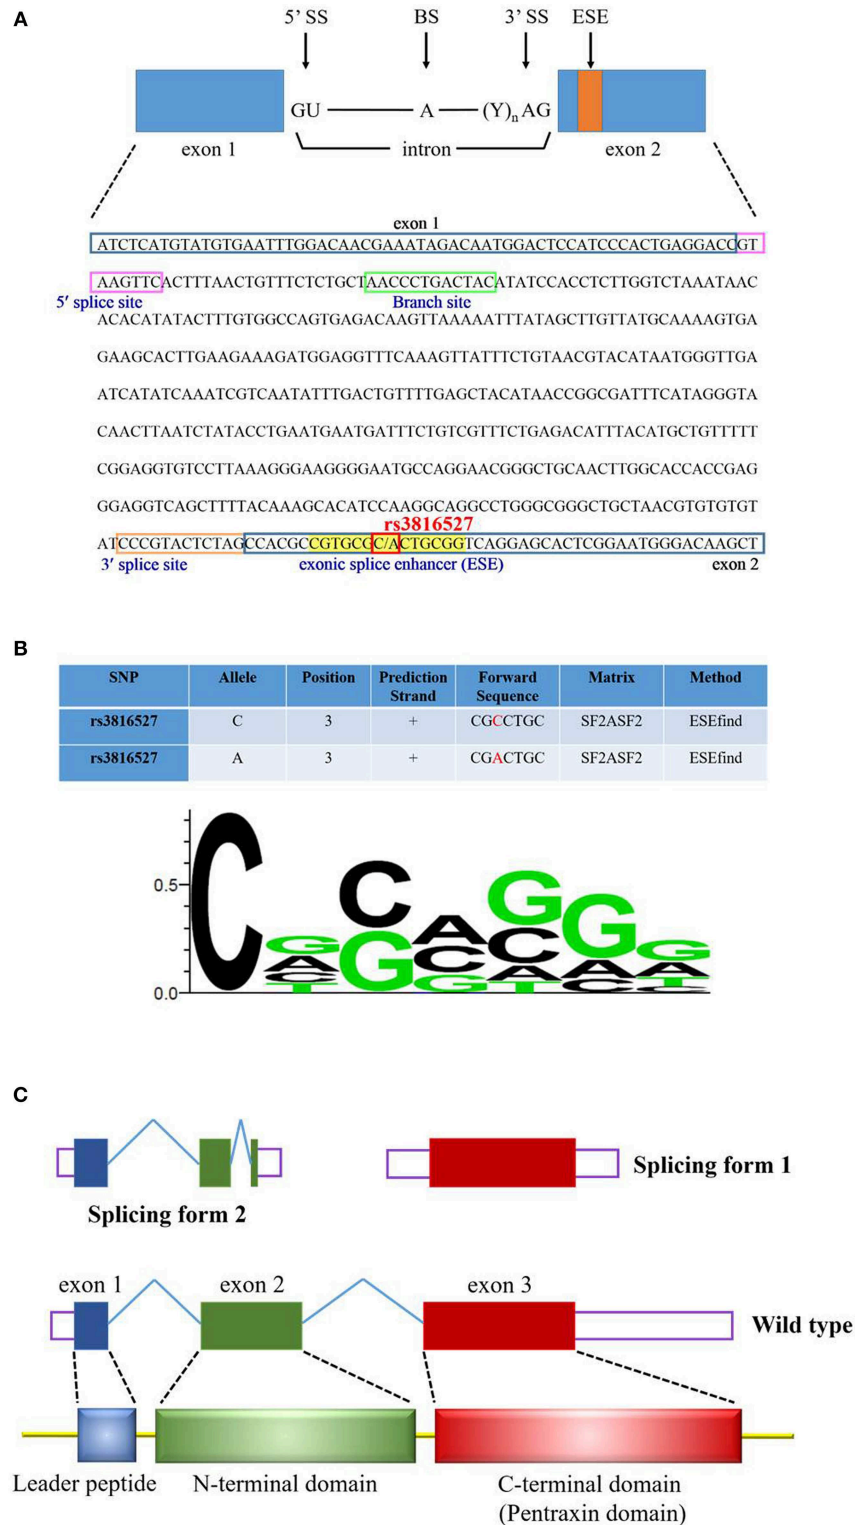 A
5' SS BS 3' SS ESE
GU A (Y)n AG
exon 1 intron exon 2
exon 1
ATCTCATGTATGTGAATTTGGACAACGAAATAGACAATGGACTCCATCCCACTGAGGACCGT
AAGTTCACTTTAACTGTTTCTCTGCTAACCCTGACTACATATCCACCTCTTGGTCTAAATAAC
5' splice site Branch site
ACACATATACTTTGTGGCCAGTGAGACAAGTTAAAAATTTATAGCTTGTTATGCAAAAGTGA
GAAGCACTTGAAGAAAGATGGAGGTTTCAAAGTTATTTCTGTAACGTACATAATGGGTTGA
ATCATATCAAATCGTCAATATTTGACTGTTTTGAGCTACATAACCGGCGATTTCATAGGGTA
CAACTTAATCTATACCTGAATGAATGATTTCTGTCGTTTCTGAGACATTTACATGCTGTTTTT
CGGAGGTGTCCTTAAAGGGAAGGGGAATGCCAGGAACGGGCTGCAACTTGGCACCACCGAG
GGAGGTCAGCTTTTACAAAGCACATCCAAGGCAGGCCTGGGCGGGCTGCTAACGTGTGTGT
rs3816527
ATCCCGTACTCTAGCCACGCCGTGCGC/ACTGCGGTCAGGAGCACTCGGAATGGGACAAGCT
3' splice site exonic splice enhancer (ESE) exon 2
B
SNP Allele Position Prediction Strand Forward Sequence Matrix Method
rs3816527 C 3 + CGCCTGC SF2ASF2 ESEfind
rs3816527 A 3 + CGACTGC SF2ASF2 ESEfind
0.5
0.0
C G A C T C G A C G G C A T G A C G A T C
C
Splicing form 2 Splicing form 1
exon 1 exon 2 exon 3
Wild type
Leader peptide N-terminal domain C-terminal domain
(Pentraxin domain)